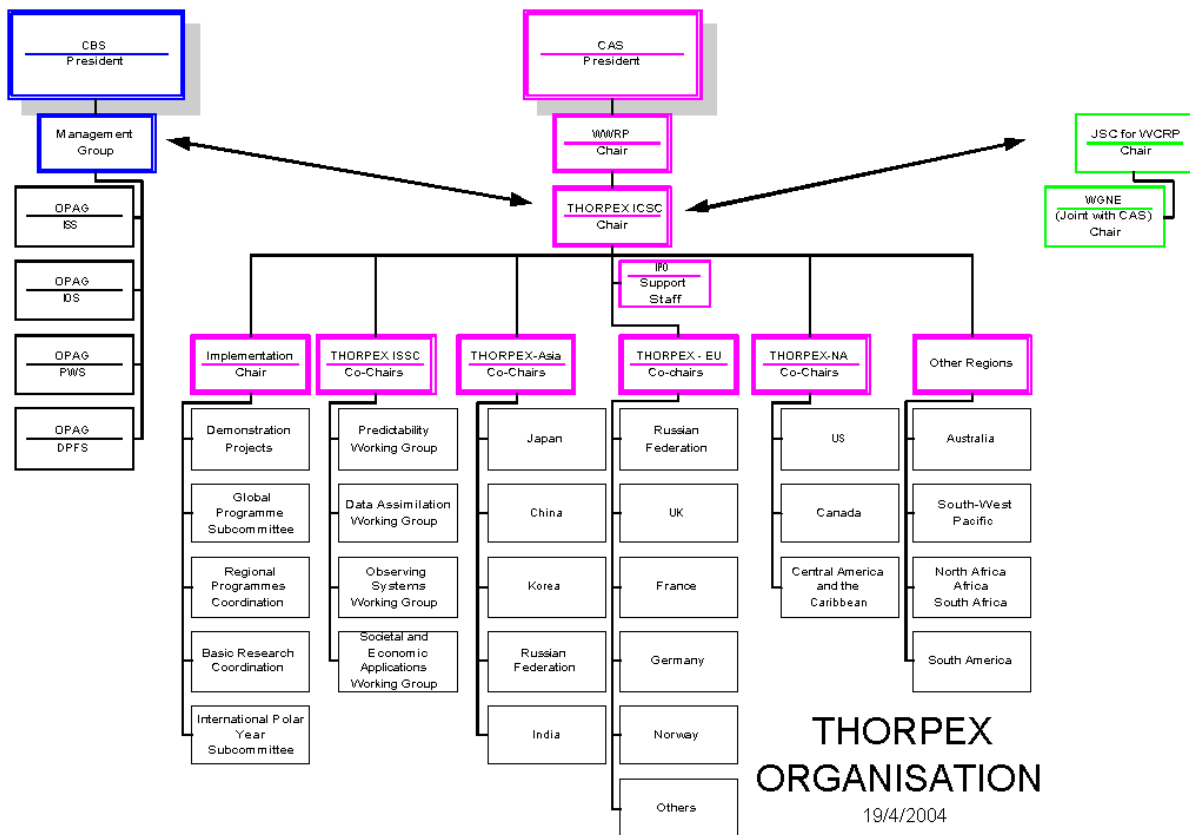 CBS
President
CAS
President
Management
Group
WWRP
Chair
JSC for WCRP
Chair
THORPEX ICSC
Chair
WGNE
(Joint with CAS)
Chair
OPAG
ISS
OPAG
IOS
OPAG
PWS
OPAG
DPFS
IPO
Support
Staff
Implementation
Chair
THORPEX ISSC
Co-Chairs
THORPEX-Asia
Co-Chairs
THORPEX - EU
Co-chairs
THORPEX-NA
Co-Chairs
Other Regions
Demonstration
Projects
Global
Programme
Subcommittee
Regional
Programmes
Coordination
Basic Research
Coordination
International Polar
Year
Subcommittee
Predictability
Working Group
Data Assimilation
Working Group
Observing
Systems
Working Group
Societal and
Economic
Applications
Working Group
Japan
China
Korea
Russian
Federation
India
Russian
Federation
UK
France
Germany
Norway
Others
US
Canada
Central America
and the
Caribbean
Australia
South-West
Pacific
North Africa
Africa
South Africa
South America
THORPEX
ORGANISATION
19/4/2004